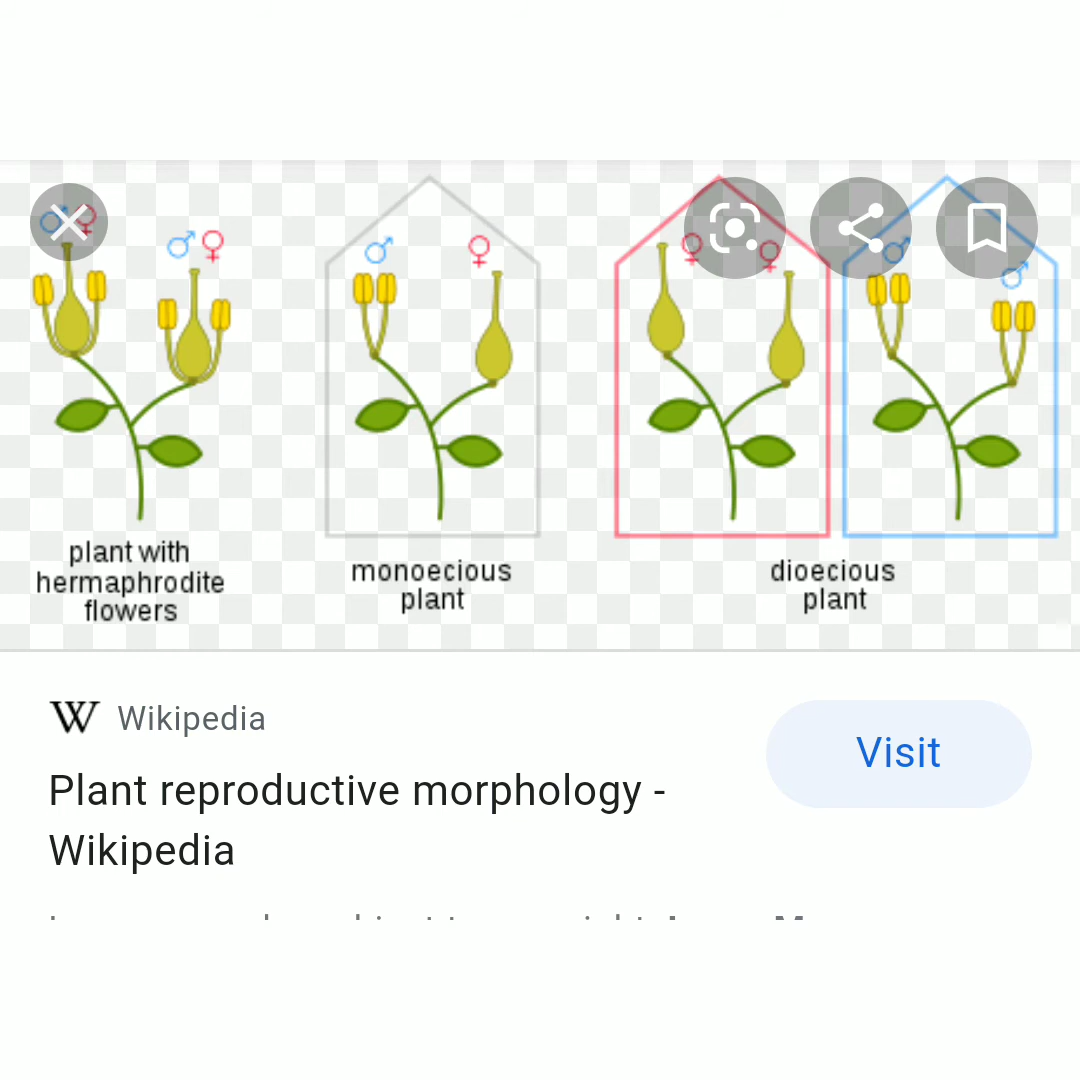 plant with
hermaphrodite
flowers
monoecious
plant
dioecious
plant
W Wikipedia
Visit
Plant reproductive morphology -
Wikipedia